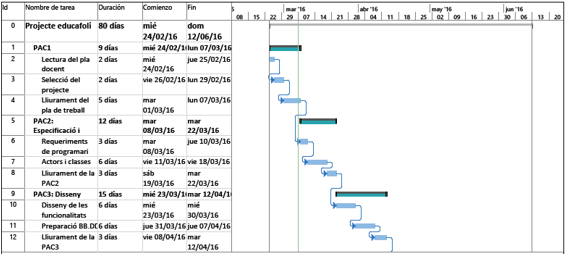 Id Nombre de tarea Duración Comienzo Fin
mar '16 abr '16 may '16 jun '16
08 15 22 29 07 14 21 28 04 11 18 25 02 09 16 23 30 06 13 20
0 Projecte educafoli 80 días mié dom
24/02/16 12/06/16
1 PAC1 9 días mié 24/02/1 lun 07/03/16
2 Lectura del pla 2 días mié jue 25/02/16
docent 24/02/16
3 Selecció del 2 días vie 26/02/16 lun 29/02/16
projecte
4 Lliurament del 5 días mar lun 07/03/16
pla de treball 01/03/16
5 PAC2: 12 días mar mar
Especificació i 08/03/16 22/03/16
6 Requeriments 3 días mar jue 10/03/16
de programari 08/03/16
7 Actors i classes 6 días vie 11/03/16 vie 18/03/16
8 Lliurament de la 3 días sáb mar
PAC2 19/03/16 22/03/16
9 PAC3: Disseny 15 días mié 23/03/1 mar 12/04/1
10 Disseny de les 6 días mié mié
funcionalitats 23/03/16 30/03/16
11 Preparació BB.DD 6 días jue 31/03/16 jue 07/04/16
12 Lliurament de la 3 días vie 08/04/16 mar
PAC3 12/04/16